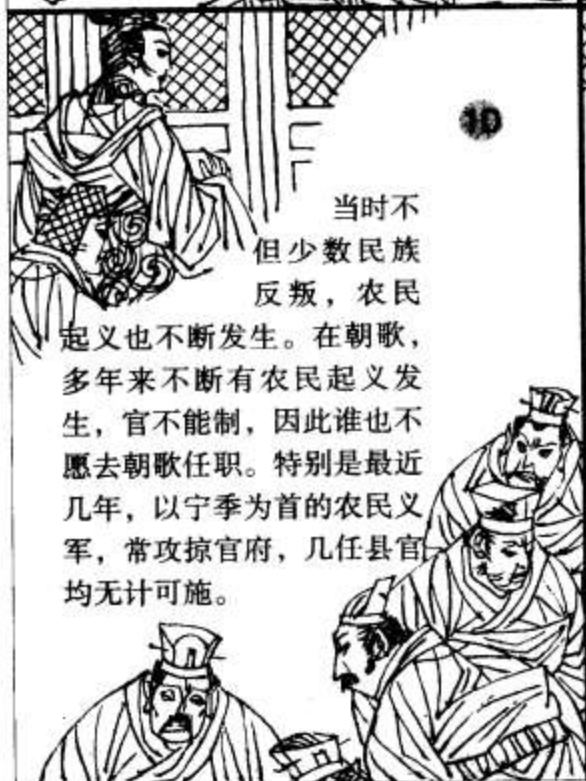 10
当时不
但少数民族
反叛，农民
起义也不断发生。在朝歌，
多年来不断有农民起义发
生，官不能制，因此谁也不
愿去朝歌任职。特别是最近
几年，以宁季为首的农民义
军，常攻掠官府，几任县官
均无计可施。